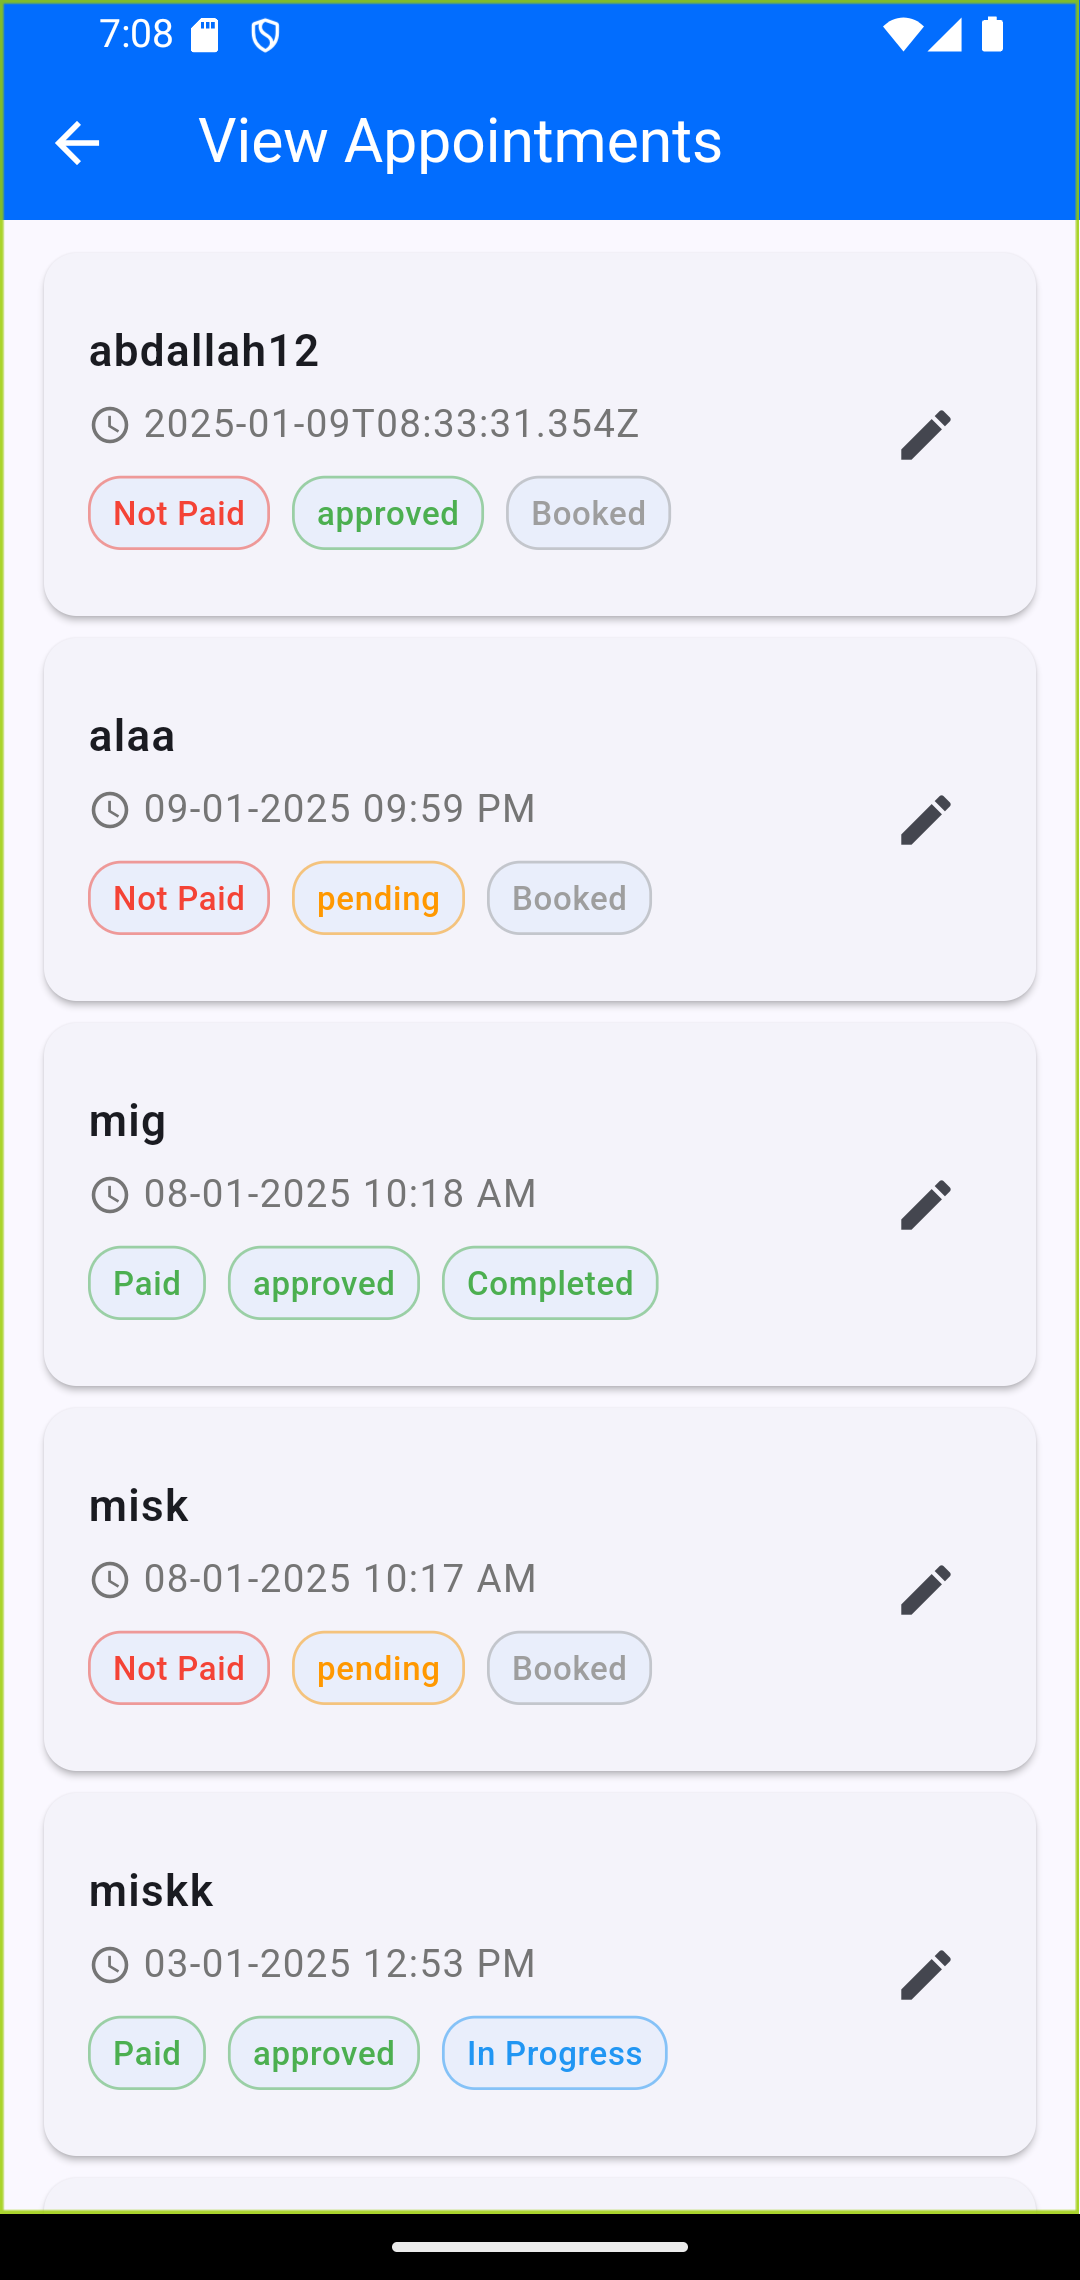 7:08
View Appointments
abdallah12
2025-01-09T08:33:31.354Z
Not Paid approved Booked
alaa
09-01-2025 09:59 PM
Not Paid pending Booked
mig
08-01-2025 10:18 AM
Paid approved Completed
misk
08-01-2025 10:17 AM
Not Paid pending Booked
miskk
03-01-2025 12:53 PM
Paid approved In Progress